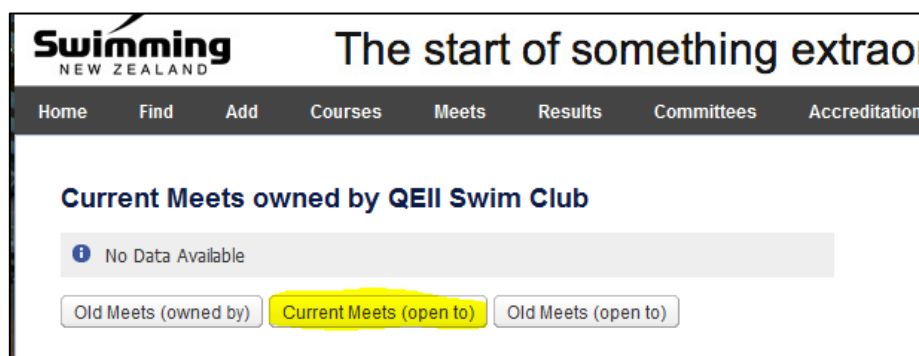 Swimming
NEW ZEALAND
The start of something extraor
Home Find Add Courses Meets Results Committees Accreditation
Current Meets owned by QEII Swim Club
No Data Available
Old Meets (owned by) Current Meets (open to) Old Meets (open to)